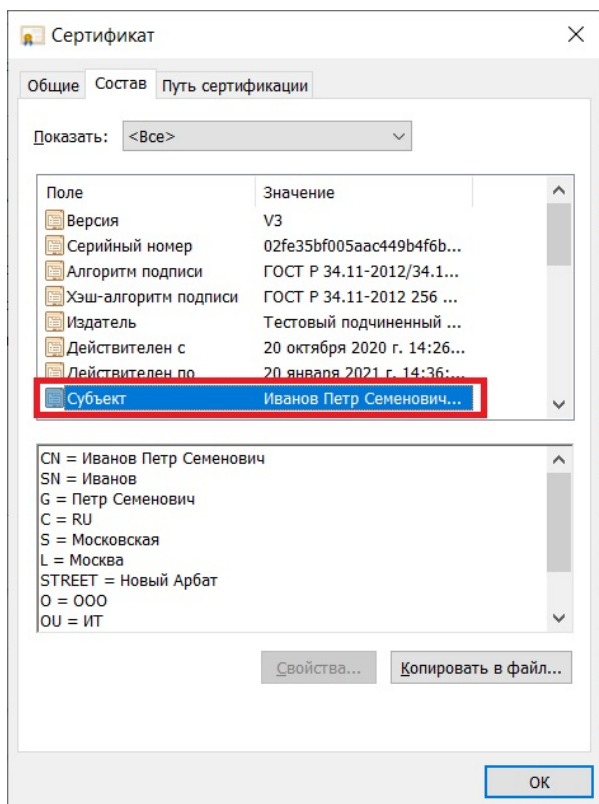 Сертификат
Общие Состав Путь сертификации
Показать: <Все>
Поле Значение
Версия V3
Серийный номер 02fe35bf005aac449b4f6b...
Алгоритм подписи ГОСТ Р 34.11-2012/34.1...
Хэш-алгоритм подписи ГОСТ Р 34.11-2012 256 ...
Издатель Тестовый подчиненный ...
Действителен с 20 октября 2020 г. 14:26...
Действителен по 20 января 2021 г. 14:36:...
Субъект Иванов Петр Семенович...
CN = Иванов Петр Семенович
SN = Иванов
G = Петр Семенович
C = RU
S = Московская
L = Москва
STREET = Новый Арбат
O = ООО
OU = ИТ
Свойства... Копировать в файл...
ОК